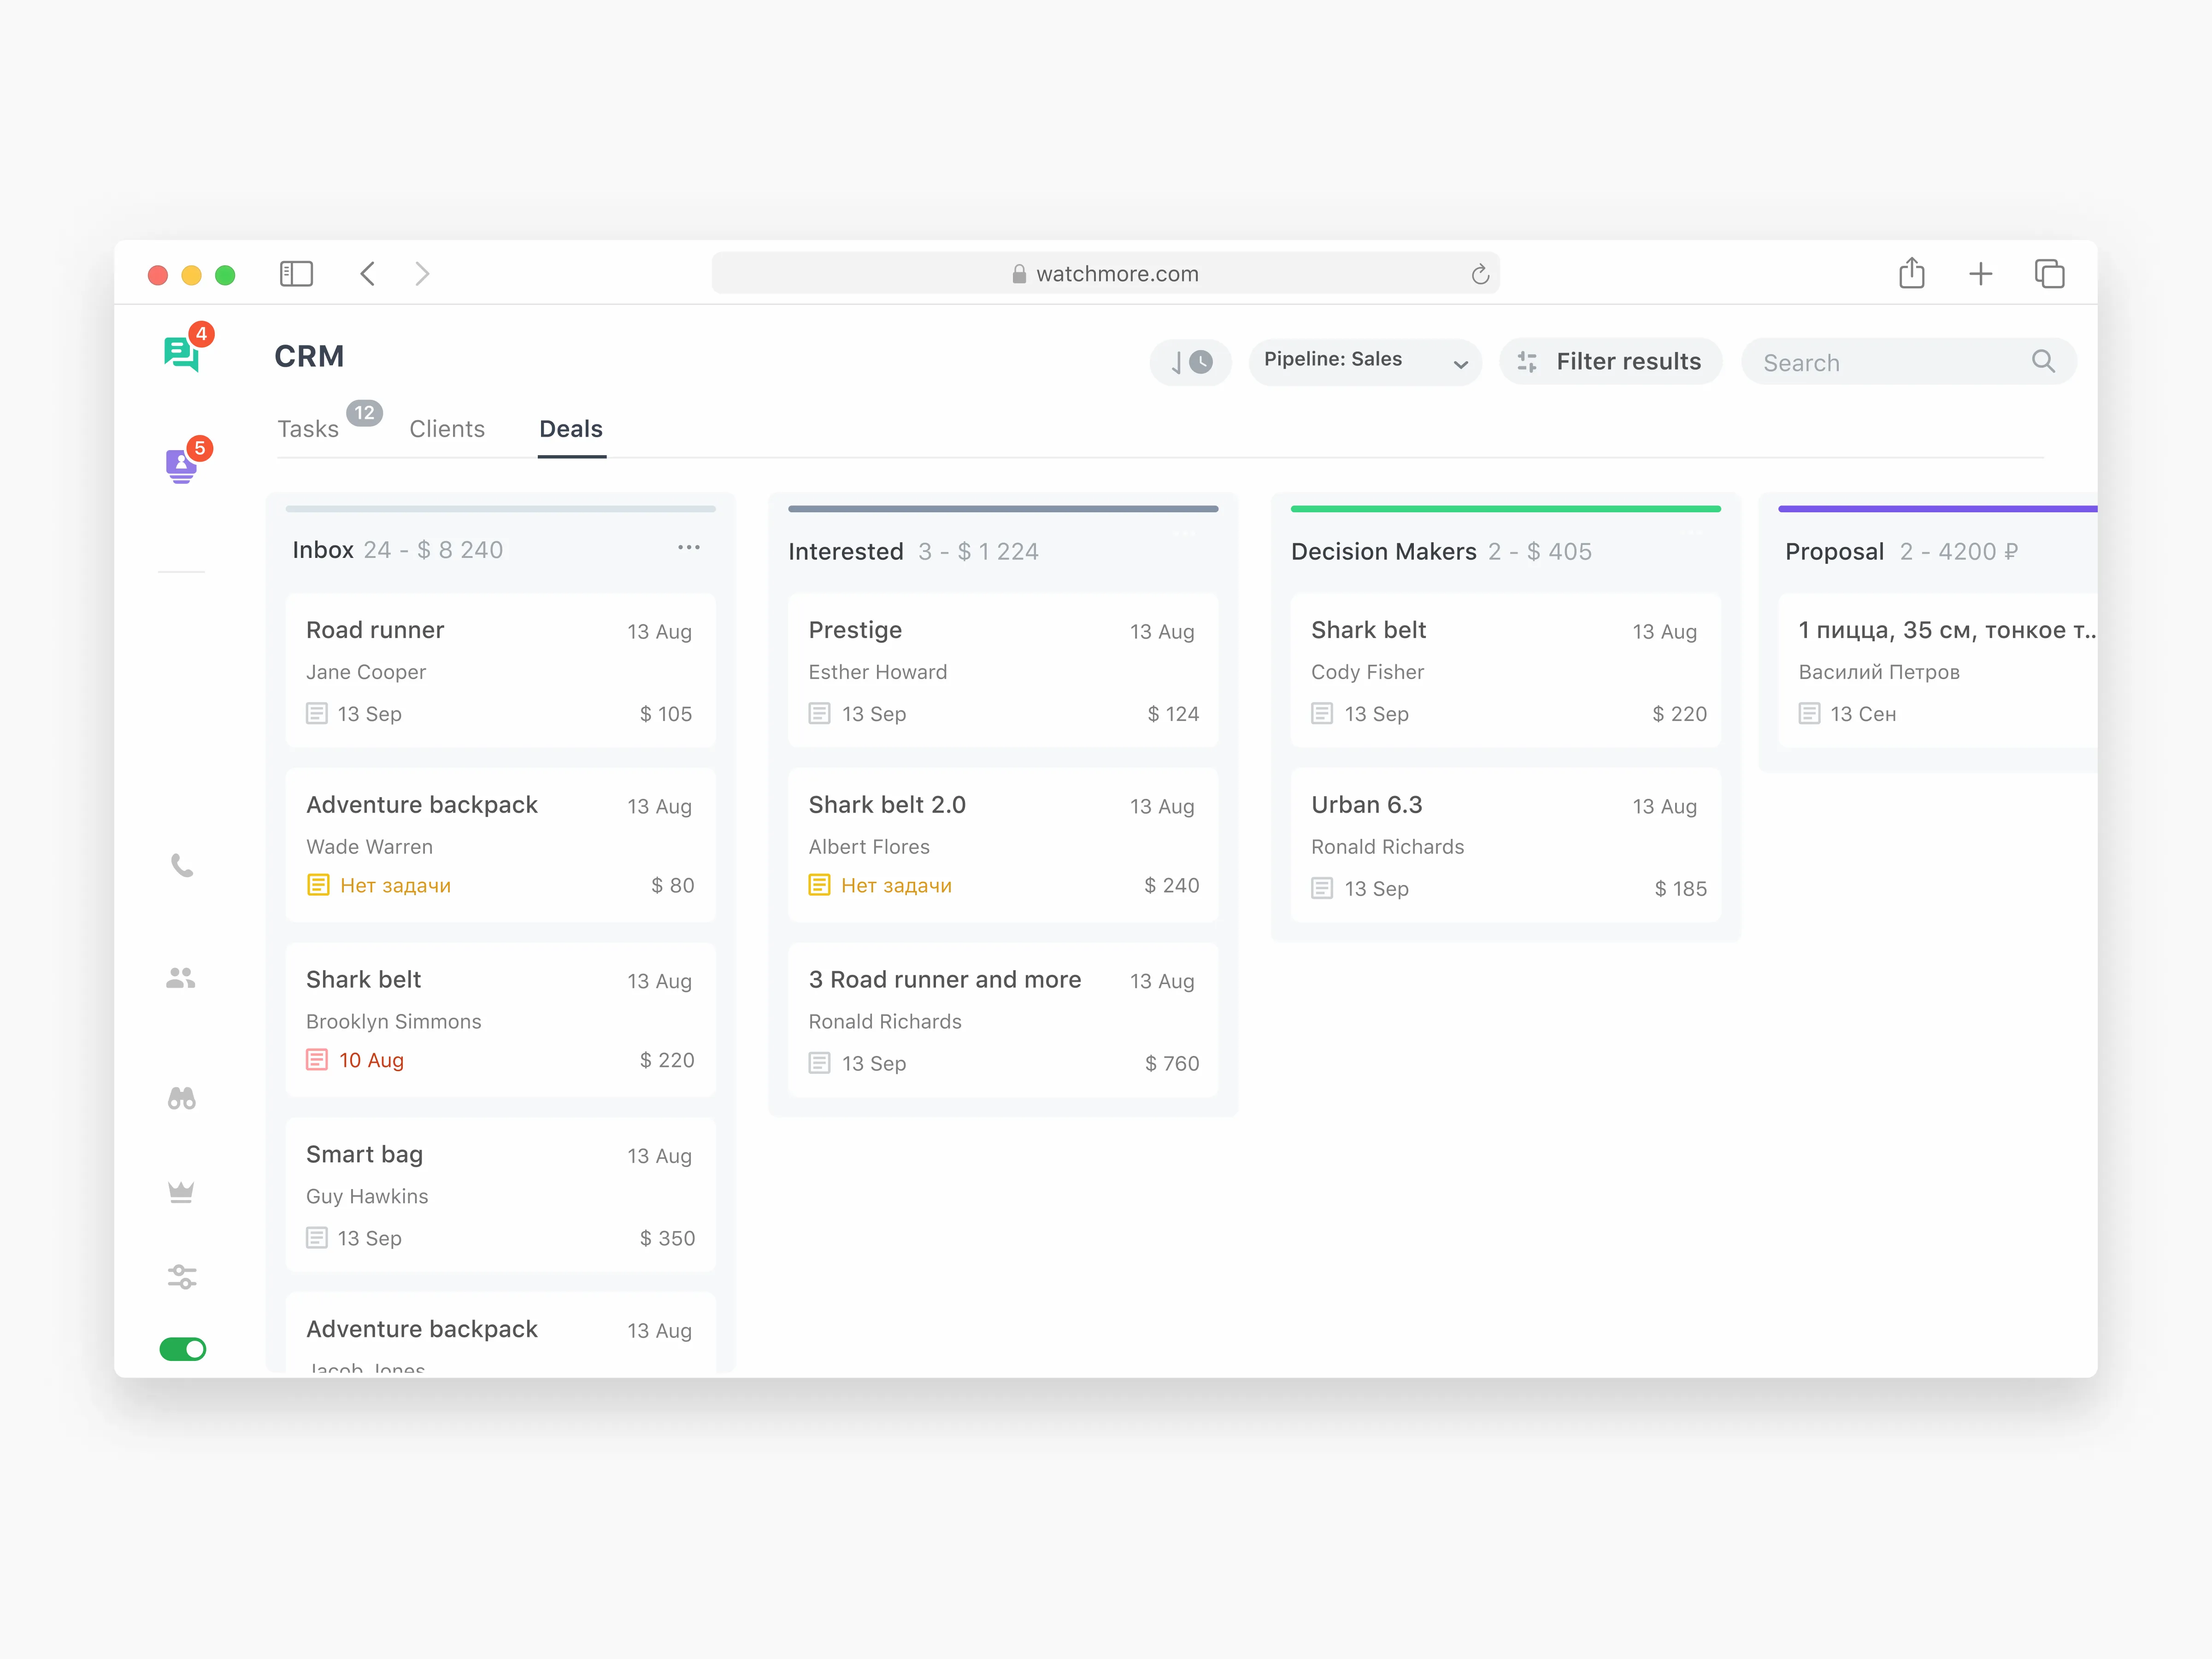 watchmore.com
4
CRM
Pipeline: Sales
Filter results
Search
Tasks 12
Clients
Deals
5
Inbox 24 - $ 8 240
Road runner 13 Aug
Jane Cooper
13 Sep $ 105
Adventure backpack 13 Aug
Wade Warren
Нет задачи $ 80
Shark belt 13 Aug
Brooklyn Simmons
10 Aug $ 220
Smart bag 13 Aug
Guy Hawkins
13 Sep $ 350
Adventure backpack 13 Aug
Jacob Jones
Interested 3 - $ 1 224
Prestige 13 Aug
Esther Howard
13 Sep $ 124
Shark belt 2.0 13 Aug
Albert Flores
Нет задачи $ 240
3 Road runner and more 13 Aug
Ronald Richards
13 Sep $ 760
Decision Makers 2 - $ 405
Shark belt 13 Aug
Cody Fisher
13 Sep $ 220
Urban 6.3 13 Aug
Ronald Richards
13 Sep $ 185
Proposal 2 - 4200 ₽
1 пицца, 35 см, тонкое т..
Василий Петров
13 Сен